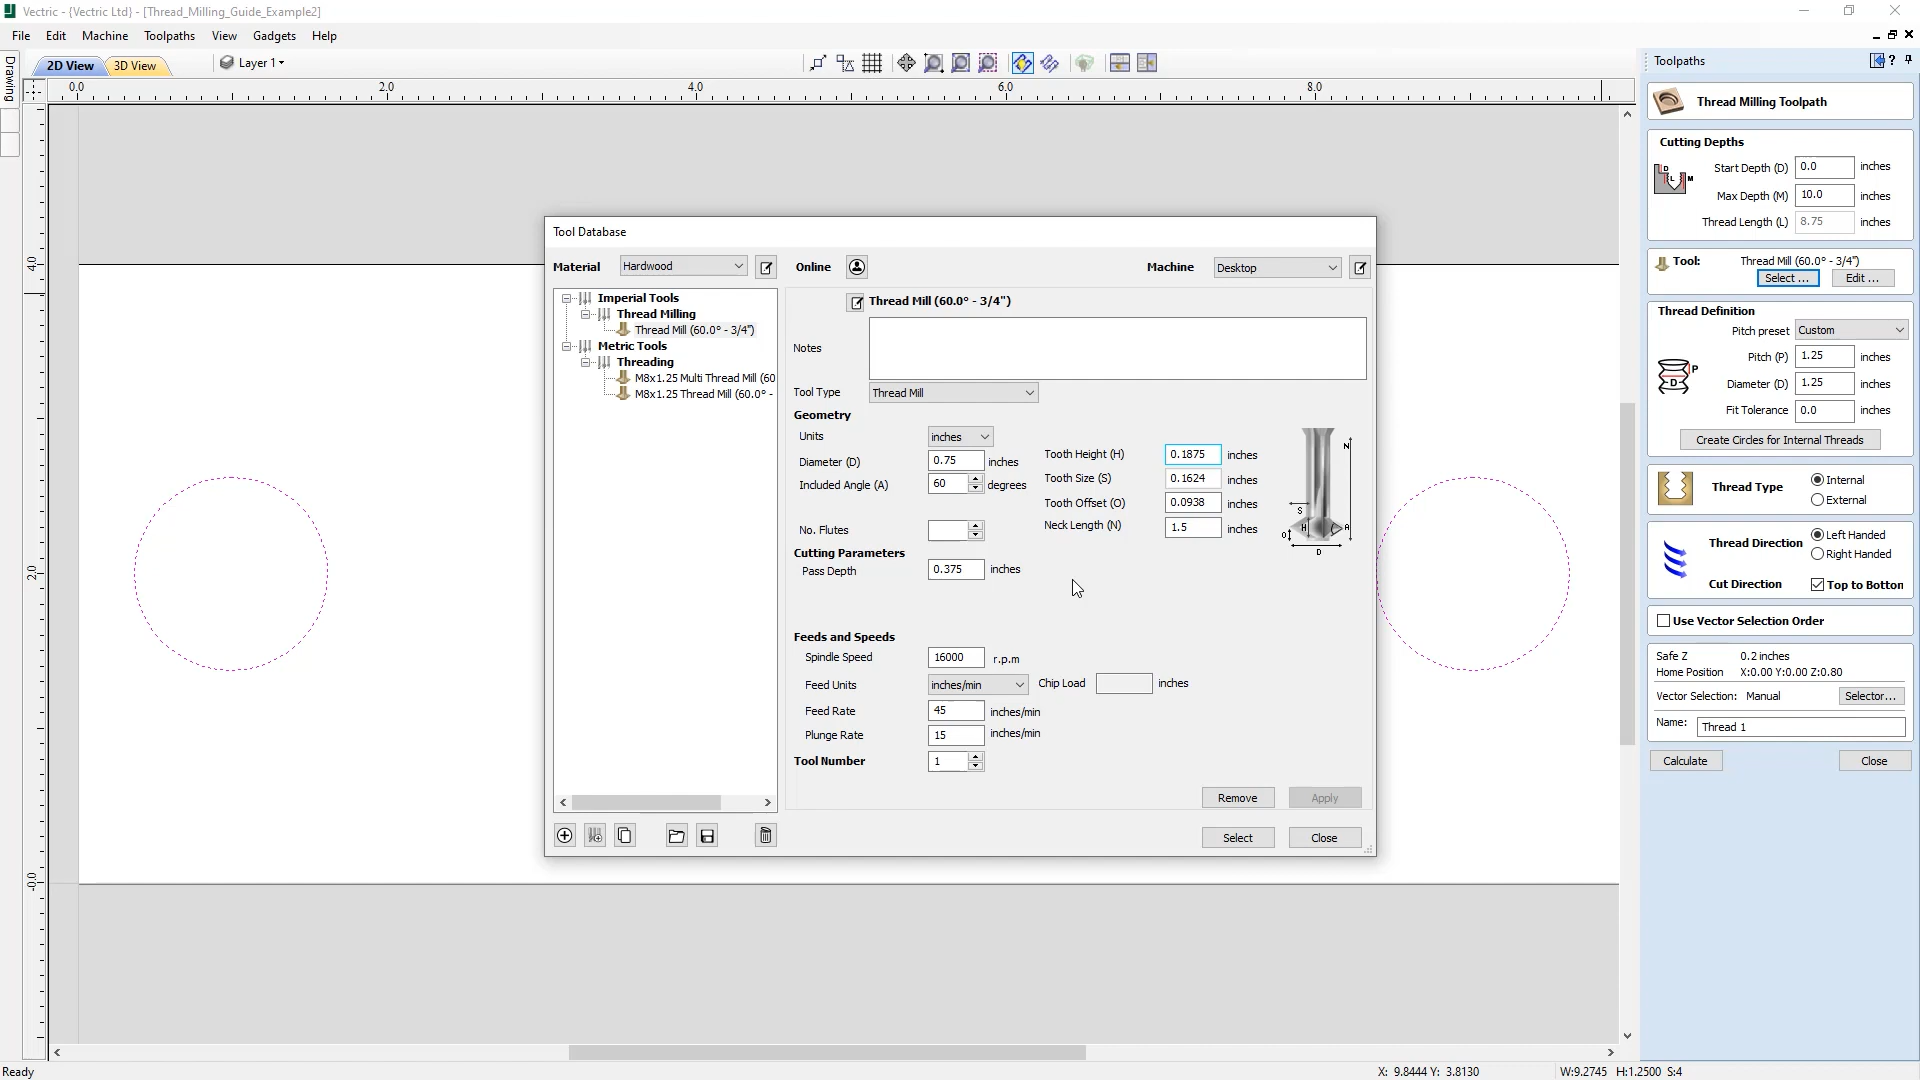 Vectric - {Vectric Ltd} - [Thread_Milling_Guide_Example2]
File Edit Machine Toolpaths View Gadgets Help
Drawing
2D View 3D View Layer 1
0.0 2.0 4.0 6.0 8.0
4.0
2.0
-0.0
Tool Database
Material Hardwood Online Machine Desktop
Imperial Tools
Thread Milling
Thread Mill (60.0° - 3/4")
Metric Tools
Threading
M8x1.25 Multi Thread Mill (60
M8x1.25 Thread Mill (60.0° -
Thread Mill (60.0° - 3/4")
Notes
Tool Type Thread Mill
Geometry
Units inches
Diameter (D) 0.75 inches
Included Angle (A) 60 degrees
No. Flutes
Tooth Height (H) 0.1875 inches
Tooth Size (S) 0.1624 inches
Tooth Offset (O) 0.0938 inches
Neck Length (N) 1.5 inches
N
S
H A
O
D
Cutting Parameters
Pass Depth 0.375 inches
Feeds and Speeds
Spindle Speed 16000 r.p.m
Feed Units inches/min Chip Load inches
Feed Rate 45 inches/min
Plunge Rate 15 inches/min
Tool Number 1
Remove Apply
Select Close
Toolpaths ?
Thread Milling Toolpath
Cutting Depths
D L M
Start Depth (D) 0.0 inches
Max Depth (M) 10.0 inches
Thread Length (L) 8.75 inches
Tool: Thread Mill (60.0° - 3/4")
Select ... Edit ...
Thread Definition
Pitch preset Custom
Pitch (P) 1.25 inches
P
D
Diameter (D) 1.25 inches
Fit Tolerance 0.0 inches
Create Circles for Internal Threads
Thread Type Internal
External
Thread Direction Left Handed
Right Handed
Cut Direction Top to Botton
Use Vector Selection Order
Safe Z 0.2 inches
Home Position X:0.00 Y:0.00 Z:0.80
Vector Selection: Manual Selector...
Name: Thread 1
Calculate Close
Ready X: 9.8444 Y: 3.8130 W:9.2745 H:1.2500 S:4